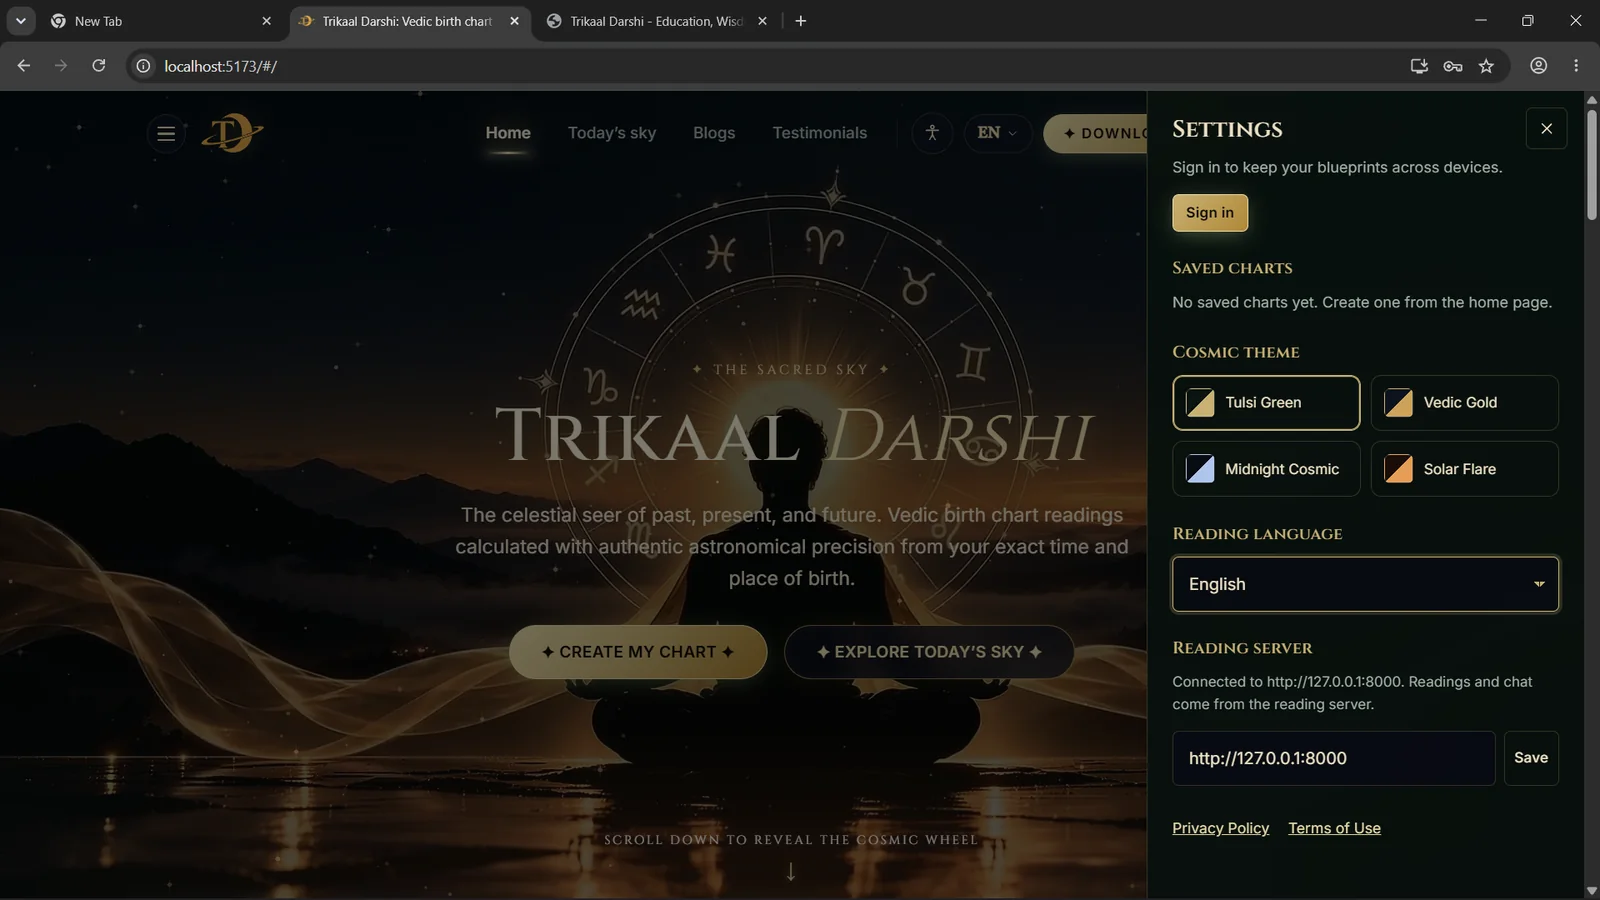 New Tab
Trikaal Darshi: Vedic birth chart
Trikaal Darshi - Education, Wisd
localhost:5173/#/
TD
Home
Today's sky
Blogs
Testimonials
EN
✦ DOWNLO
✦ THE SACRED SKY ✦
TRIKAAL DARSHI
The celestial seer of past, present, and future. Vedic birth chart readings
calculated with authentic astronomical precision from your exact time and
place of birth.
✦ CREATE MY CHART ✦
✦ EXPLORE TODAY'S SKY ✦
SCROLL DOWN TO REVEAL THE COSMIC WHEEL
↓
SETTINGS
Sign in to keep your blueprints across devices.
Sign in
SAVED CHARTS
No saved charts yet. Create one from the home page.
COSMIC THEME
Tulsi Green
Vedic Gold
Midnight Cosmic
Solar Flare
READING LANGUAGE
English
READING SERVER
Connected to http://127.0.0.1:8000. Readings and chat
come from the reading server.
http://127.0.0.1:8000
Save
Privacy Policy
Terms of Use